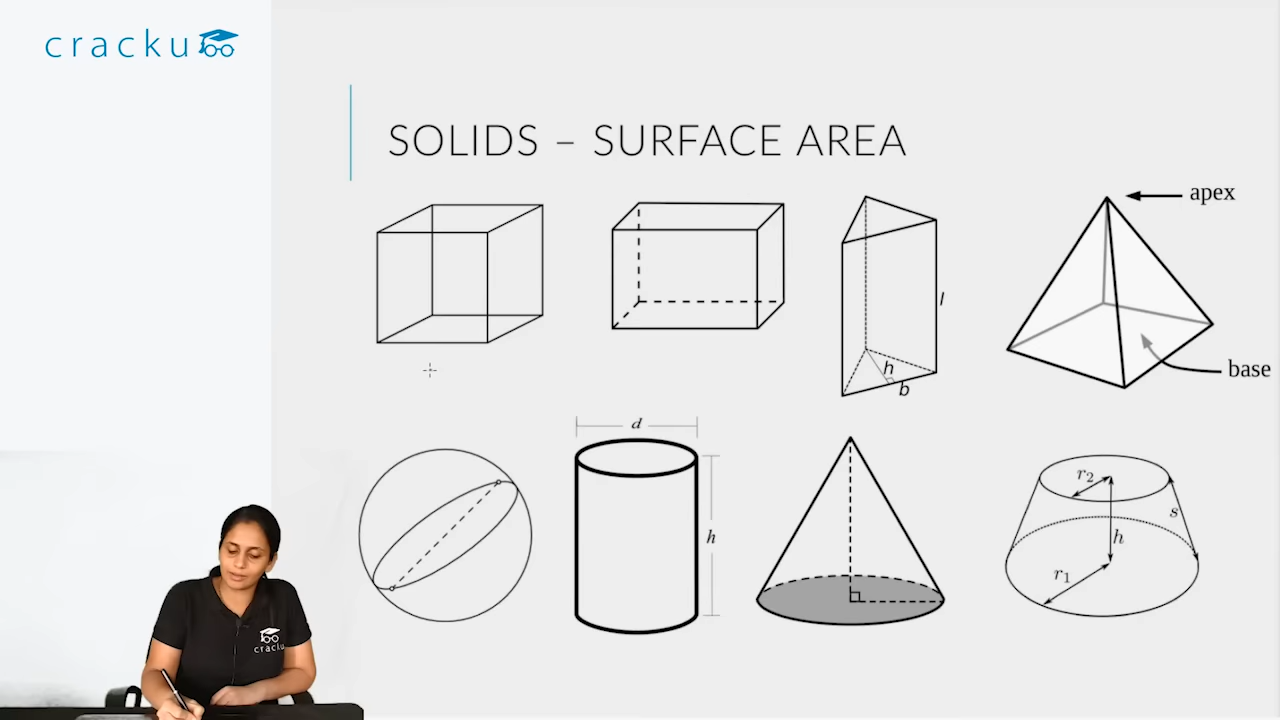 cracku
SOLIDS – SURFACE AREA
apex
l
h
b
base
d
h
r₂
s
h
r₁
cracku